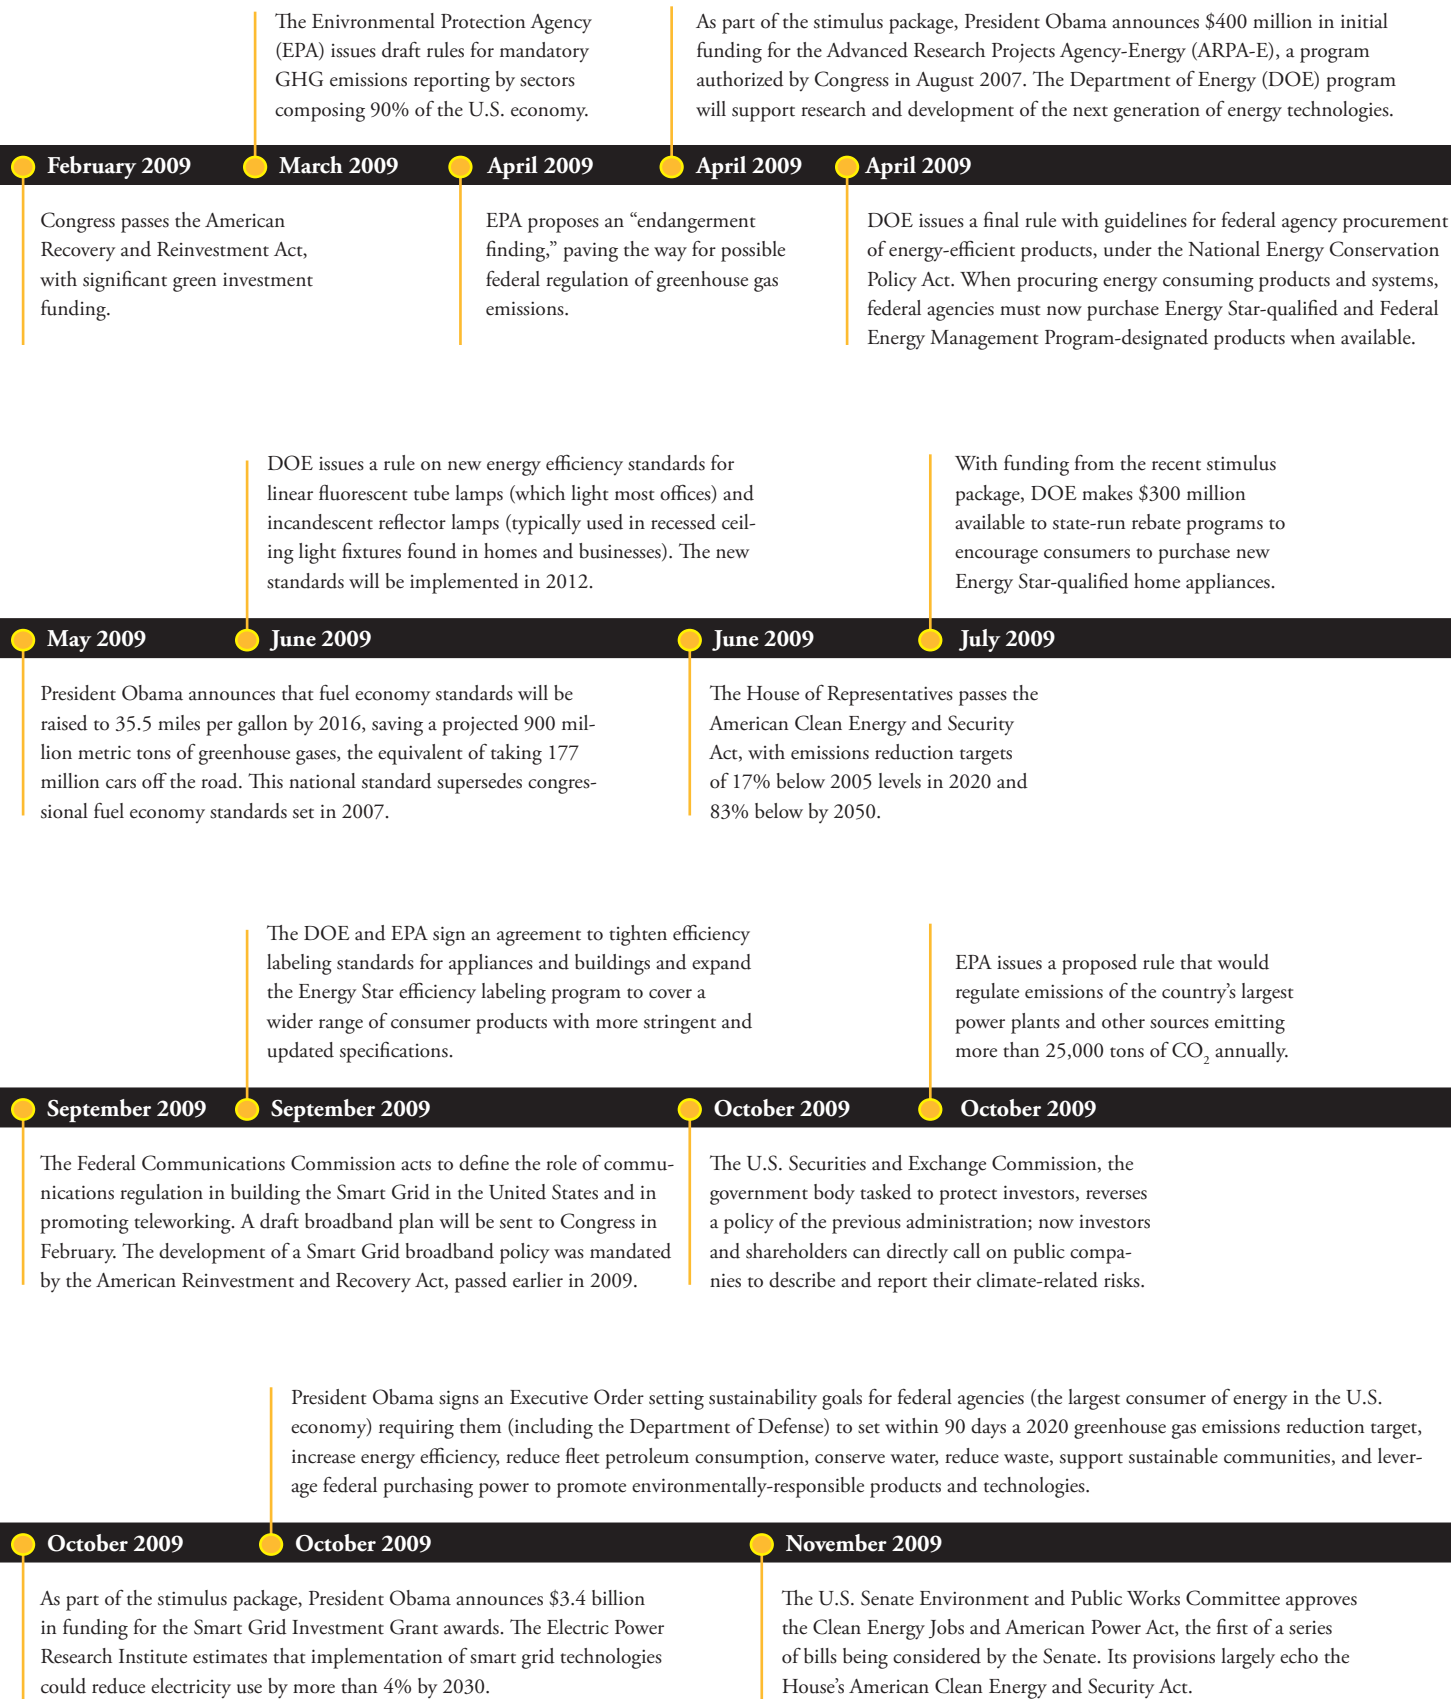 The Enivronmental Protection Agency
(EPA) issues draft rules for mandatory
GHG emissions reporting by sectors
composing 90% of the U.S. economy.
As part of the stimulus package, President Obama announces $400 million in initial
funding for the Advanced Research Projects Agency-Energy (ARPA-E), a program
authorized by Congress in August 2007. The Department of Energy (DOE) program
will support research and development of the next generation of energy technologies.
February 2009 March 2009 April 2009 April 2009 April 2009
Congress passes the American
Recovery and Reinvestment Act,
with significant green investment
funding.
EPA proposes an “endangerment
finding,” paving the way for possible
federal regulation of greenhouse gas
emissions.
DOE issues a final rule with guidelines for federal agency procurement
of energy-efficient products, under the National Energy Conservation
Policy Act. When procuring energy consuming products and systems,
federal agencies must now purchase Energy Star-qualified and Federal
Energy Management Program-designated products when available.
DOE issues a rule on new energy efficiency standards for
linear fluorescent tube lamps (which light most offices) and
incandescent reflector lamps (typically used in recessed ceil-
ing light fixtures found in homes and businesses). The new
standards will be implemented in 2012.
With funding from the recent stimulus
package, DOE makes $300 million
available to state-run rebate programs to
encourage consumers to purchase new
Energy Star-qualified home appliances.
May 2009 June 2009 June 2009 July 2009
President Obama announces that fuel economy standards will be
raised to 35.5 miles per gallon by 2016, saving a projected 900 mil-
lion metric tons of greenhouse gases, the equivalent of taking 177
million cars off the road. This national standard supersedes congres-
sional fuel economy standards set in 2007.
The House of Representatives passes the
American Clean Energy and Security
Act, with emissions reduction targets
of 17% below 2005 levels in 2020 and
83% below by 2050.
The DOE and EPA sign an agreement to tighten efficiency
labeling standards for appliances and buildings and expand
the Energy Star efficiency labeling program to cover a
wider range of consumer products with more stringent and
updated specifications.
EPA issues a proposed rule that would
regulate emissions of the country’s largest
power plants and other sources emitting
more than 25,000 tons of CO₂ annually.
September 2009 September 2009 October 2009 October 2009
The Federal Communications Commission acts to define the role of commu-
nications regulation in building the Smart Grid in the United States and in
promoting teleworking. A draft broadband plan will be sent to Congress in
February. The development of a Smart Grid broadband policy was mandated
by the American Reinvestment and Recovery Act, passed earlier in 2009.
The U.S. Securities and Exchange Commission, the
government body tasked to protect investors, reverses
a policy of the previous administration; now investors
and shareholders can directly call on public compa-
nies to describe and report their climate-related risks.
President Obama signs an Executive Order setting sustainability goals for federal agencies (the largest consumer of energy in the U.S.
economy) requiring them (including the Department of Defense) to set within 90 days a 2020 greenhouse gas emissions reduction target,
increase energy efficiency, reduce fleet petroleum consumption, conserve water, reduce waste, support sustainable communities, and lever-
age federal purchasing power to promote environmentally-responsible products and technologies.
October 2009 October 2009 November 2009
As part of the stimulus package, President Obama announces $3.4 billion
in funding for the Smart Grid Investment Grant awards. The Electric Power
Research Institute estimates that implementation of smart grid technologies
could reduce electricity use by more than 4% by 2030.
The U.S. Senate Environment and Public Works Committee approves
the Clean Energy Jobs and American Power Act, the first of a series
of bills being considered by the Senate. Its provisions largely echo the
House’s American Clean Energy and Security Act.